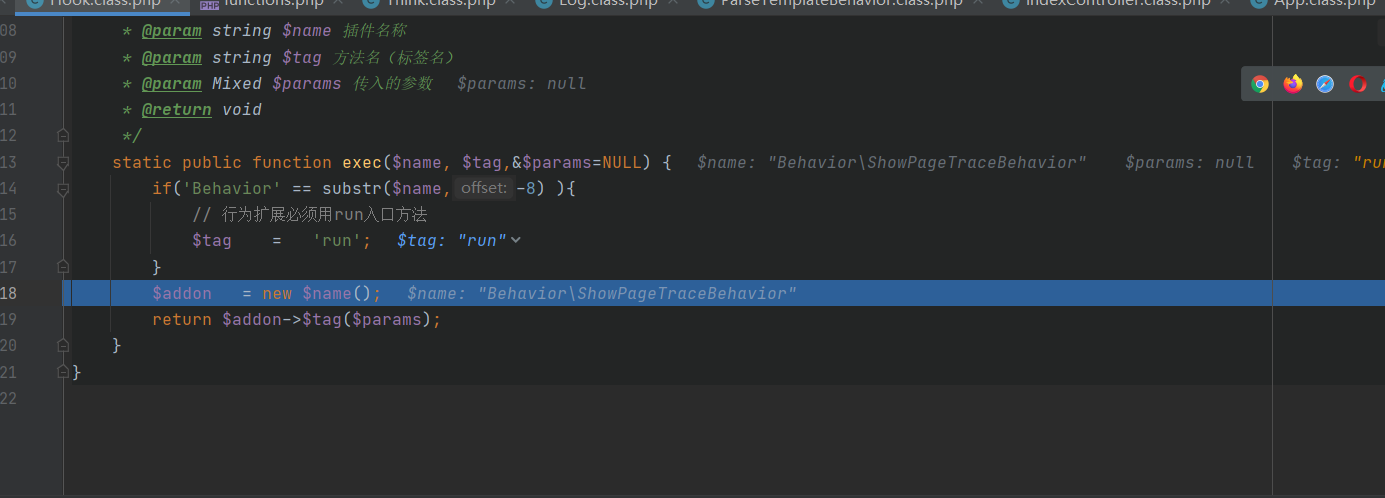 Hook.class.php functions.php Think.class.php Log.class.php ParseTemplateBehavior.class.php IndexController.class.php App.class.php
08 * @param string $name 插件名称
09 * @param string $tag 方法名（标签名）
10 * @param Mixed $params 传入的参数 $params: null
11 * @return void
12 */
13 static public function exec($name, $tag,&$params=NULL) { $name: "Behavior\ShowPageTraceBehavior" $params: null $tag: "run
14 if('Behavior' == substr($name, offset: -8) ){
15 // 行为扩展必须用run入口方法
16 $tag = 'run'; $tag: "run"
17 }
18 $addon = new $name(); $name: "Behavior\ShowPageTraceBehavior"
19 return $addon->$tag($params);
20 }
21 }
22